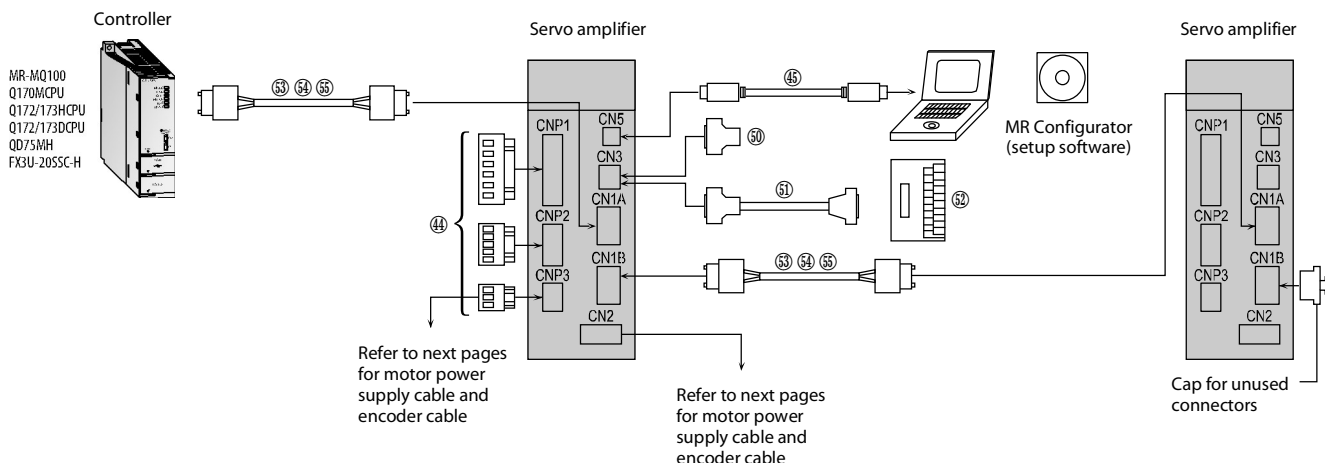 Controller
MR-MQ100
Q170MCPU
Q172/173HCPU
Q172/173DCPU
QD75MH
FX3U-20SSC-H
53 54 55
44
Servo amplifier
CNP1
CN5
CN3
CN1A
CNP2
CN1B
CNP3
CN2
Refer to next pages
for motor power
supply cable and
encoder cable
45
50
51
52
53 54 55
MR Configurator
(setup software)
Refer to next pages
for motor power
supply cable and
encoder cable
Servo amplifier
CNP1
CN5
CN3
CN1A
CNP2
CN1B
CNP3
CN2
Cap for unused
connectors